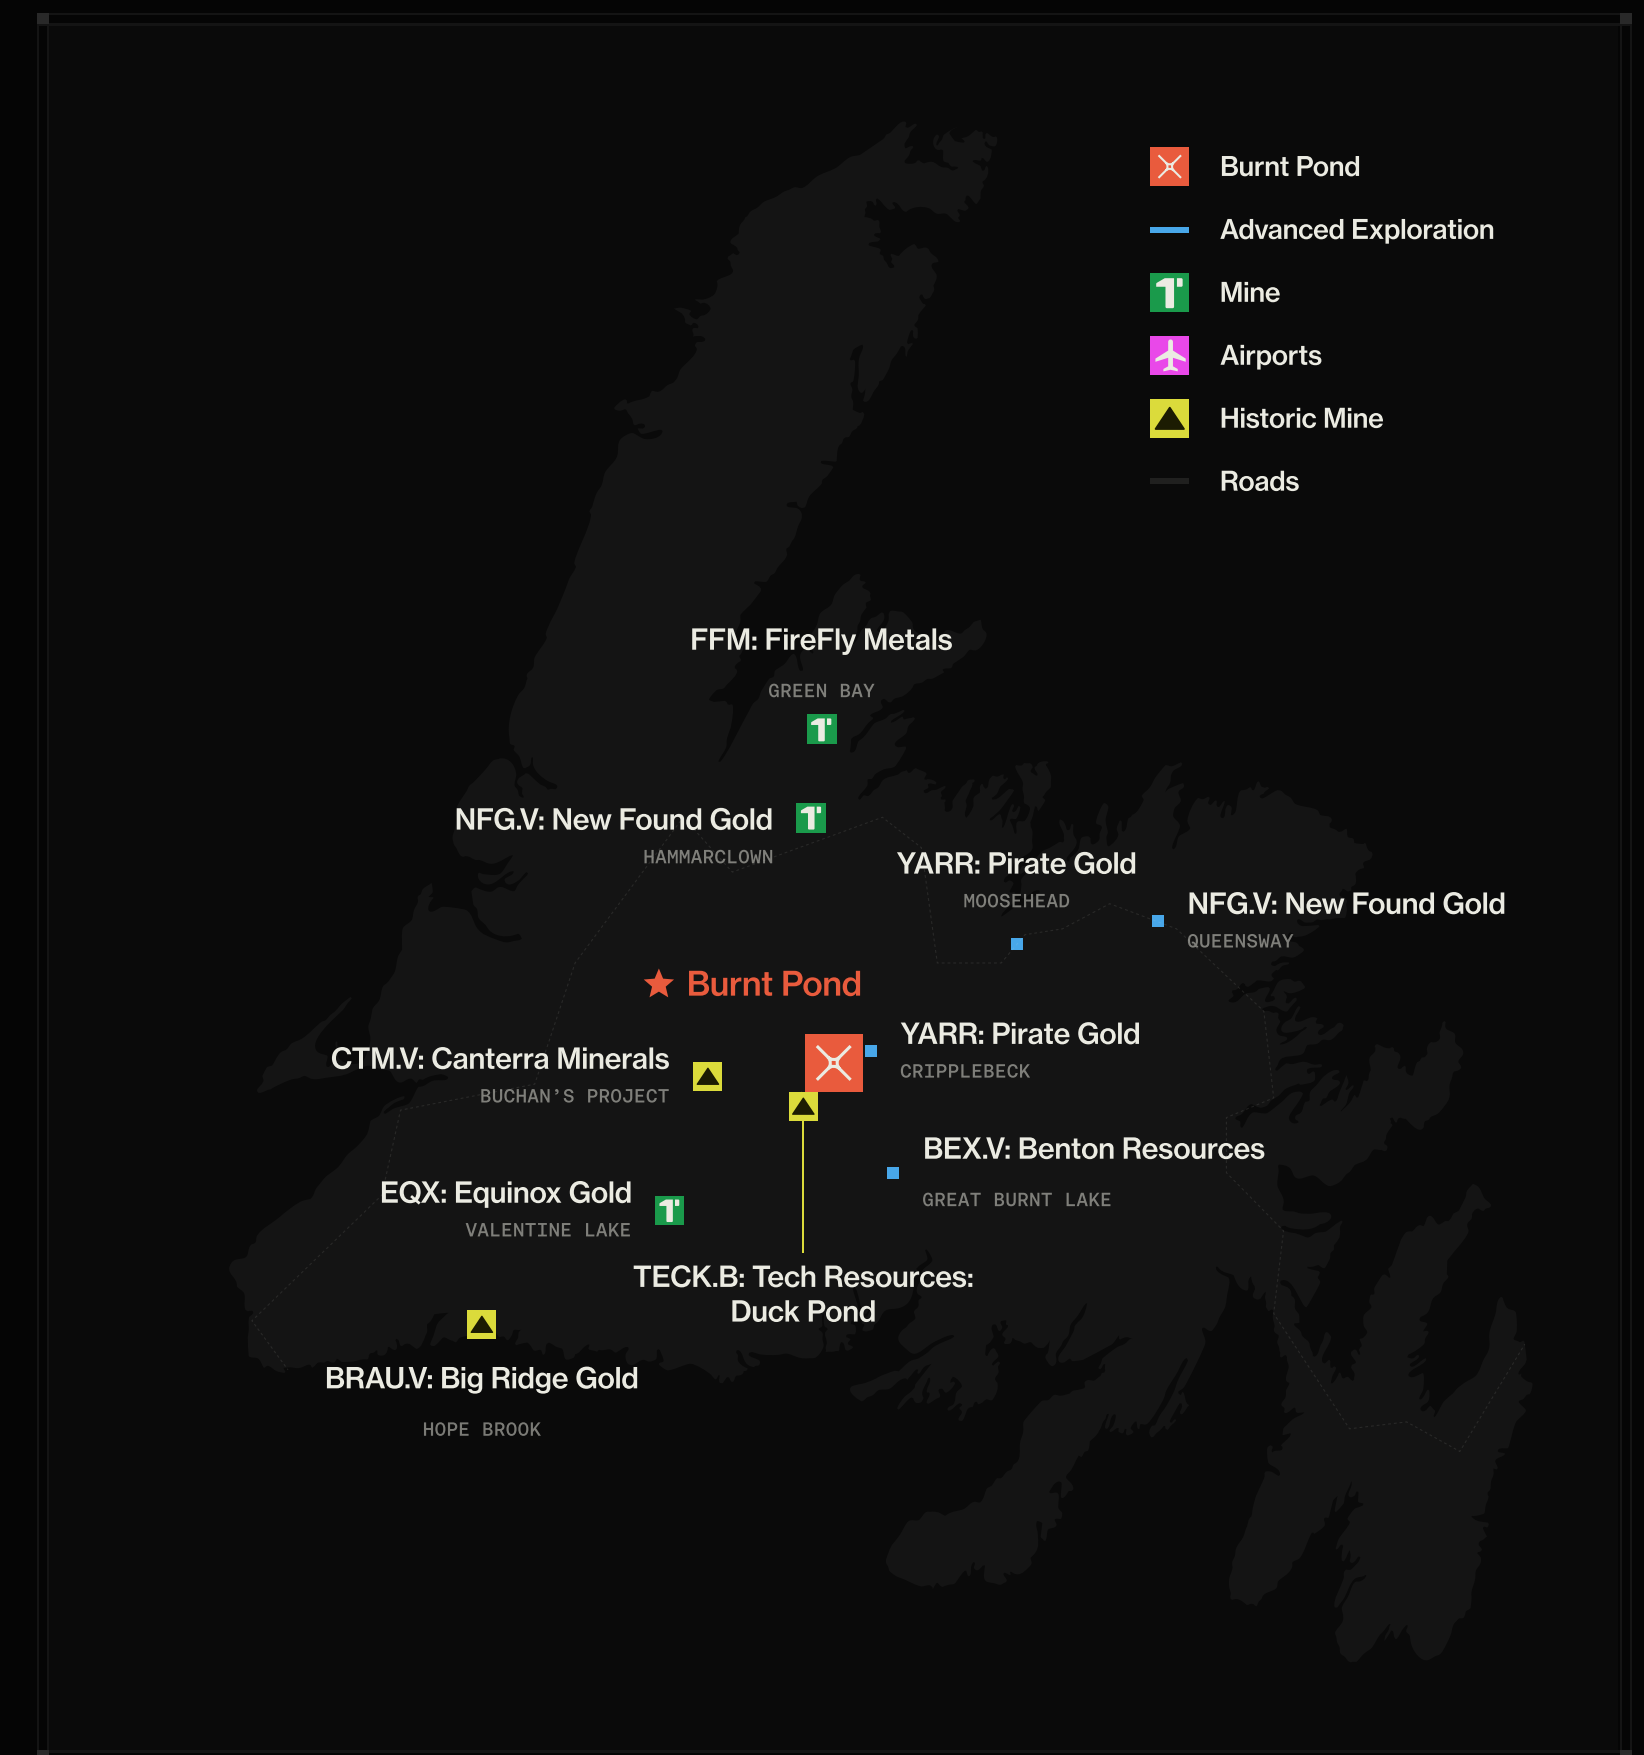 Burnt Pond
Advanced Exploration
Mine
Airports
Historic Mine
Roads
FFM: FireFly Metals
GREEN BAY
NFG.V: New Found Gold
HAMMARCLOWN
YARR: Pirate Gold
MOOSEHEAD
NFG.V: New Found Gold
QUEENSWAY
Burnt Pond
YARR: Pirate Gold
CRIPPLEBECK
CTM.V: Canterra Minerals
BUCHAN'S PROJECT
BEX.V: Benton Resources
GREAT BURNT LAKE
EQX: Equinox Gold
VALENTINE LAKE
TECK.B: Tech Resources:
Duck Pond
BRAU.V: Big Ridge Gold
HOPE BROOK